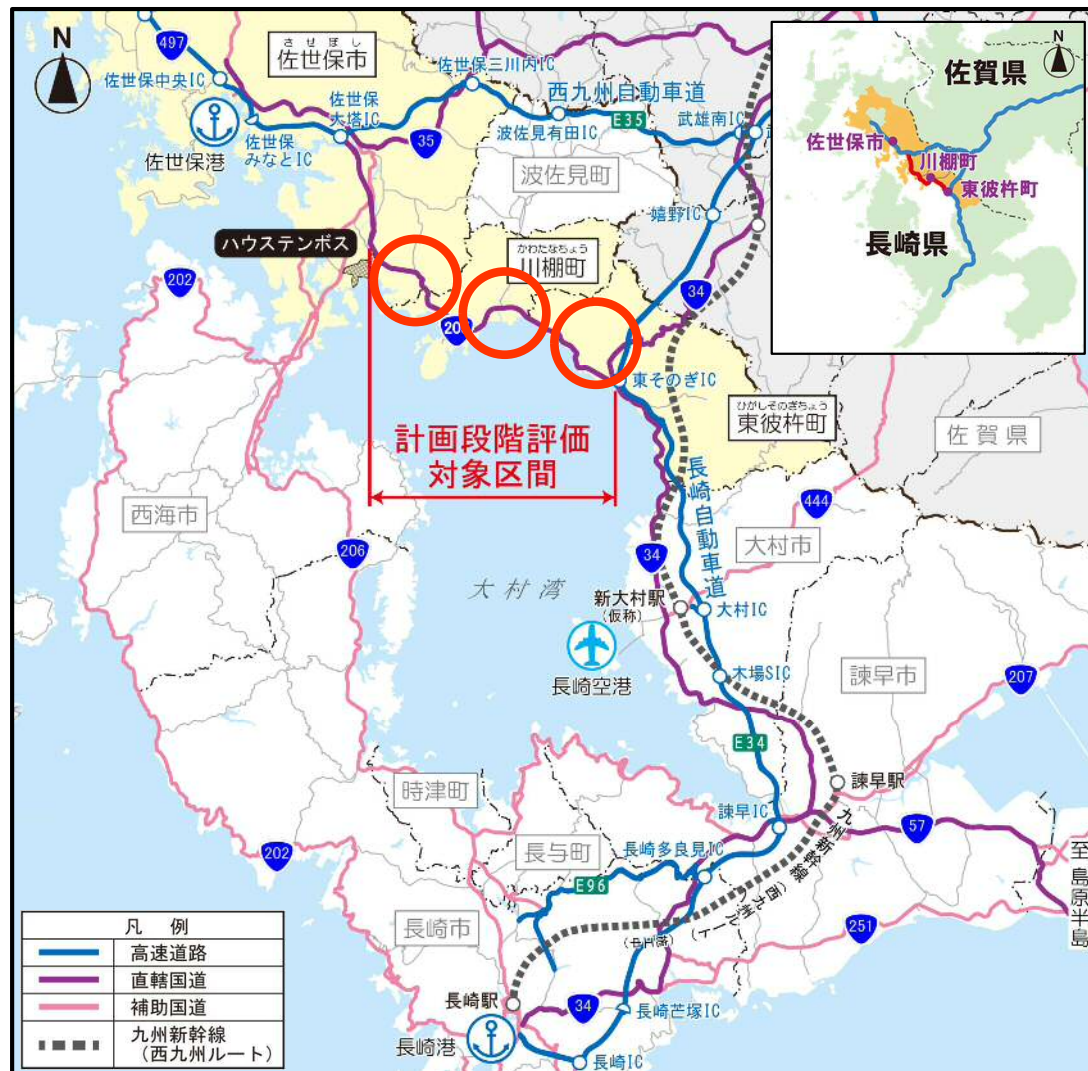 N
497
させぼし
佐世保市
佐世保中央IC
佐世保三川内IC
西九州自動車道
佐世保
大塔IC
35
波佐見有田IC
E35
武雄南IC
佐世保
みなとIC
佐世保港
波佐見町
嬉野IC
ハウステンボス
かわたなちょう
川棚町
202
34
東そのぎIC
ひがしそのぎちょう
東彼杵町
佐賀県
計画段階評価
対象区間
長崎自動車道
444
西海市
206
34
大村市
大村湾
新大村駅
(仮称)
大村IC
長崎空港
木場SIC
諫早市
207
E34
時津町
諫早駅
諫早IC
57
202
長与町
長崎多良見IC
九州新幹線
(西九州ルート)
至島原半島
E96
長崎市
251
長崎駅
34
長崎芒塚IC
長崎港
長崎IC
凡 例
高速道路
直轄国道
補助国道
九州新幹線
(西九州ルート)
N
佐賀県
佐世保市
川棚町
東彼杵町
長崎県